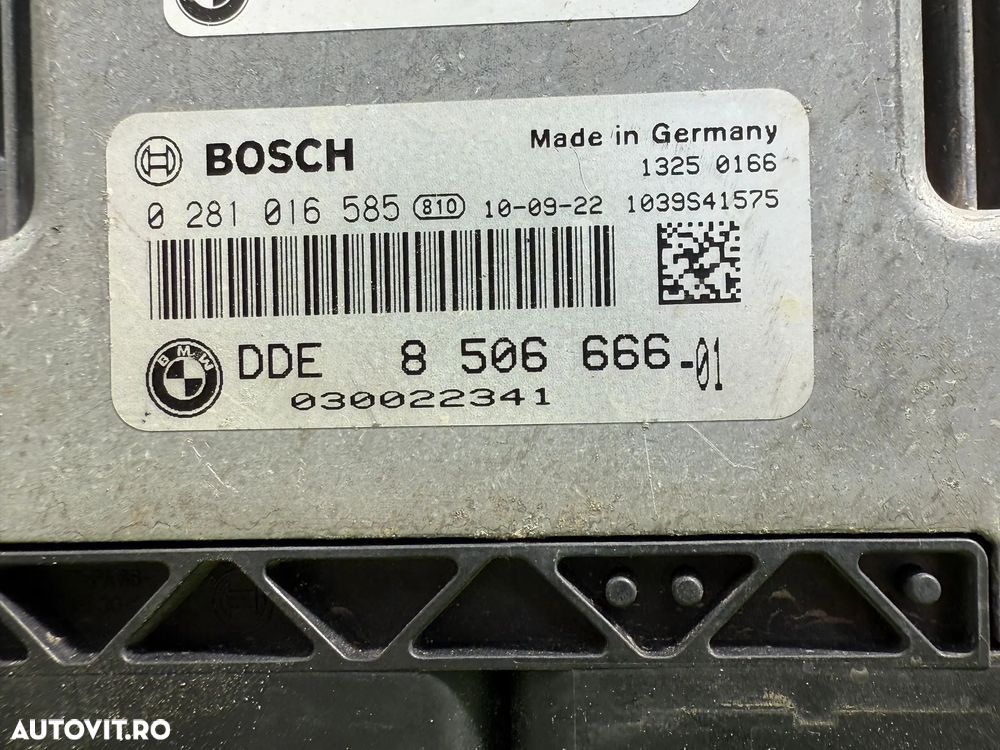 BOSCH
Made in Germany
1325 0166
0 281 016 585 810 10-09-22 1039S41575
BMW
DDE 8 506 666-01
030022341
AUTOVIT.RO